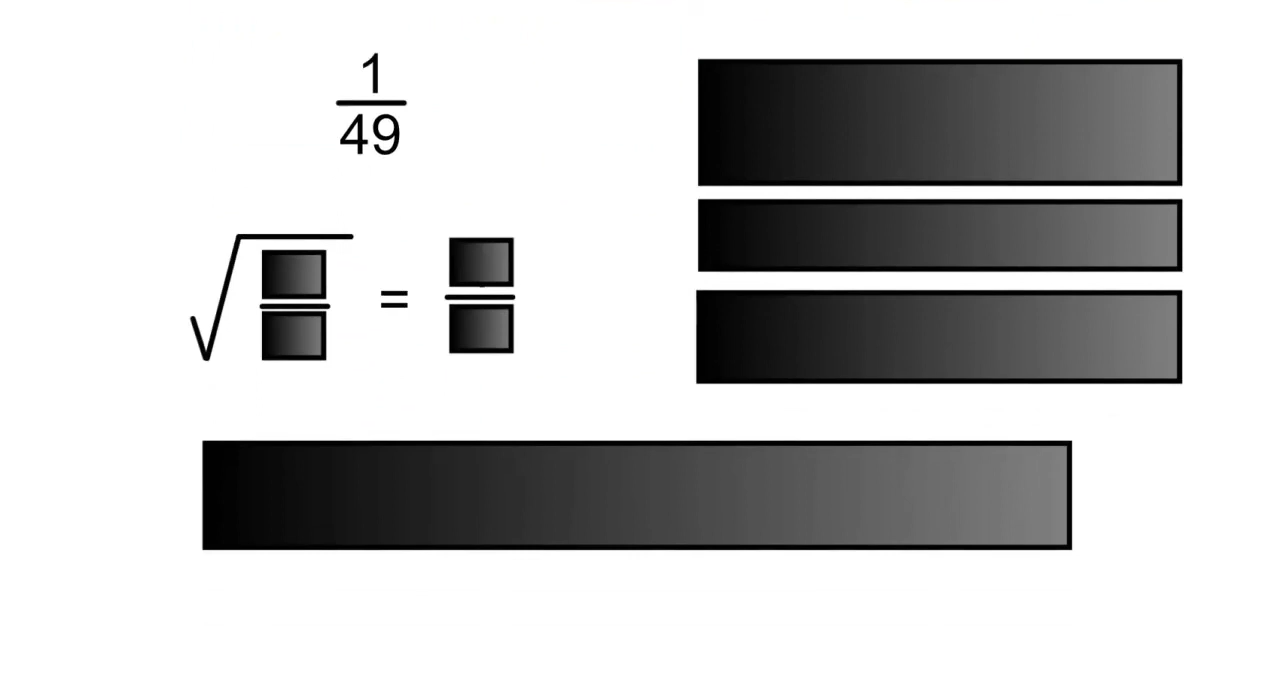 1
49
√ =